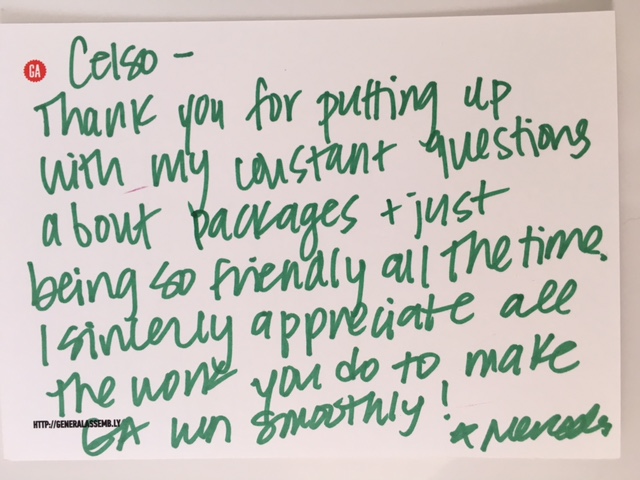 GA
Celso -
Thank you for putting up
with my constant questions
about packages + just
being so friendly all the time.
I sincerely appreciate all
the work you do to make
GA run smoothly!
HTTP://GENERALASSEMB.LY